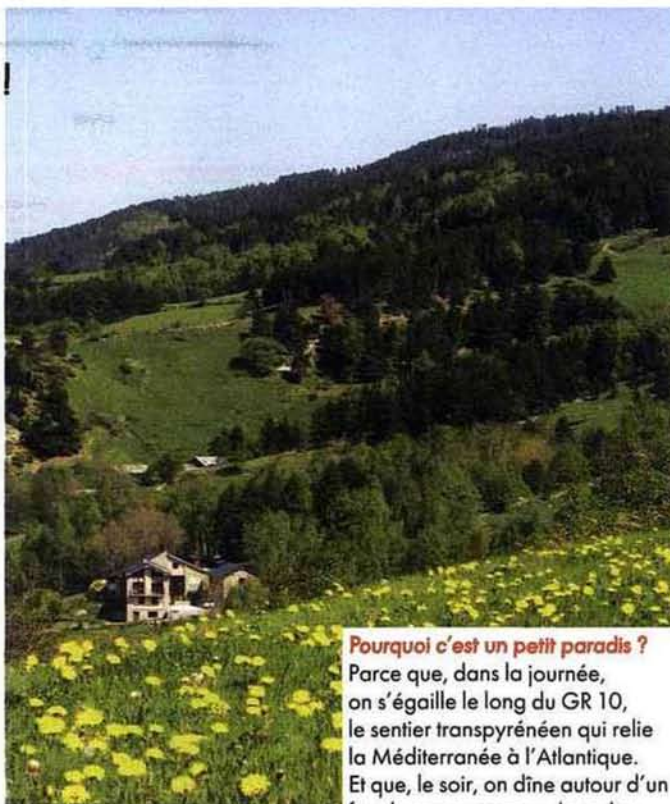 Pourquoi c'est un petit paradis ?
Parce que, dans la journée,
on s'égaille le long du GR 10,
le sentier transpyrénéen qui relie
la Méditerranée à l'Atlantique.
Et que, le soir, on dîne autour d'un